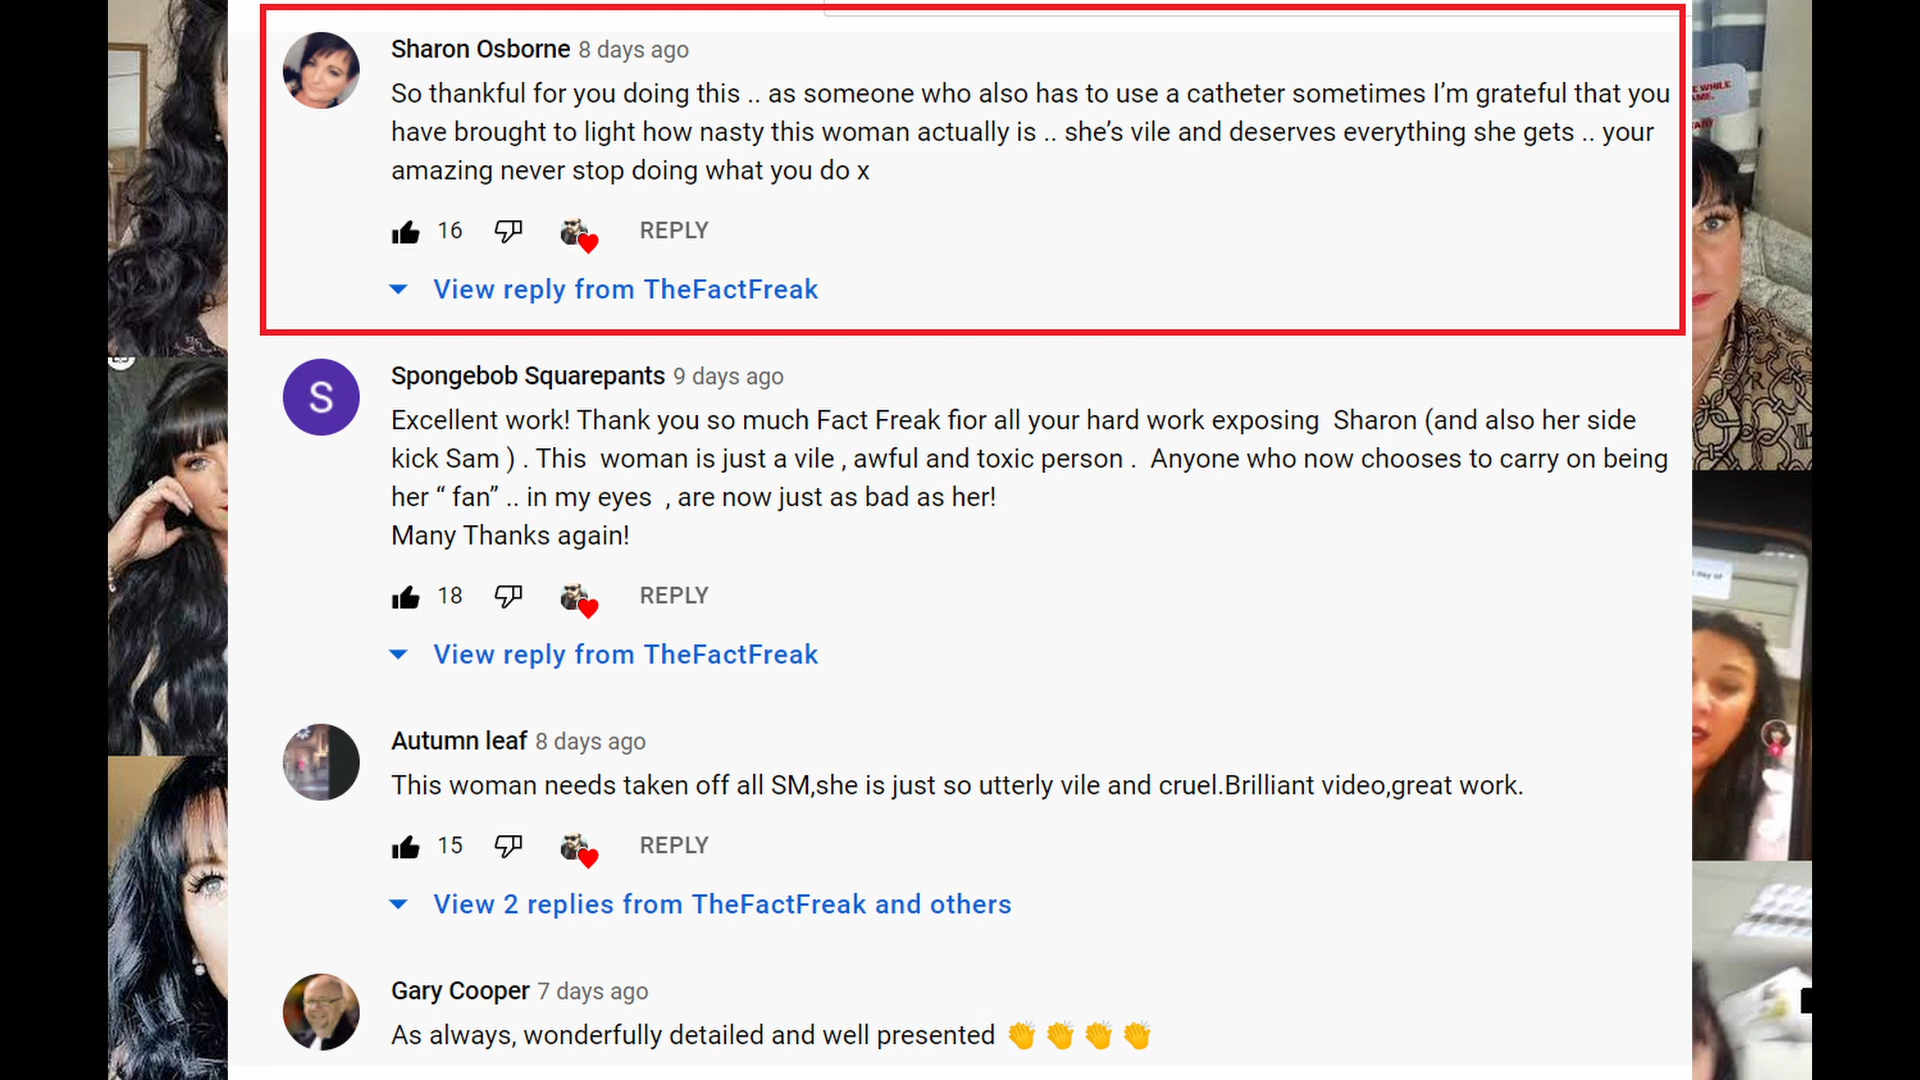 Sharon Osborne 8 days ago
So thankful for you doing this .. as someone who also has to use a catheter sometimes I’m grateful that you
have brought to light how nasty this woman actually is .. she’s vile and deserves everything she gets .. your
amazing never stop doing what you do x
16 REPLY
View reply from TheFactFreak
S
Spongebob Squarepants 9 days ago
Excellent work! Thank you so much Fact Freak fior all your hard work exposing  Sharon (and also her side
kick Sam ) . This  woman is just a vile , awful and toxic person .  Anyone who now chooses to carry on being
her “ fan” .. in my eyes  , are now just as bad as her!
Many Thanks again!
18 REPLY
View reply from TheFactFreak
Autumn leaf 8 days ago
This woman needs taken off all SM,she is just so utterly vile and cruel.Brilliant video,great work.
15 REPLY
View 2 replies from TheFactFreak and others
Gary Cooper 7 days ago
As always, wonderfully detailed and well presented 👏 👏 👏 👏
WHILE
day of